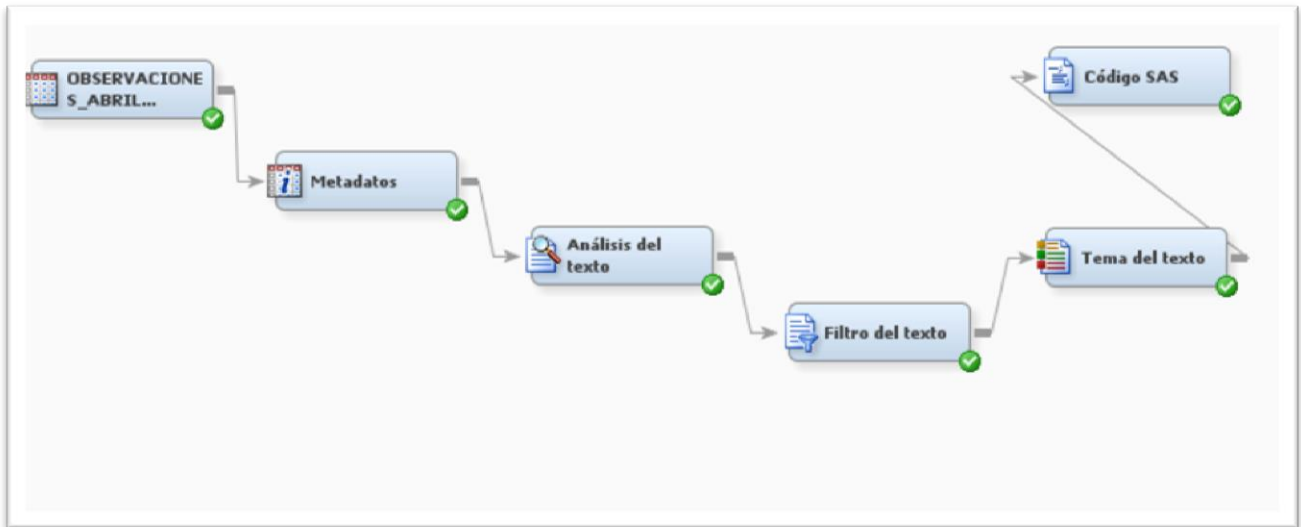 OBSERVACIONE
S_ABRIL...
Metadatos
Análisis del
texto
Filtro del texto
Tema del texto
Código SAS